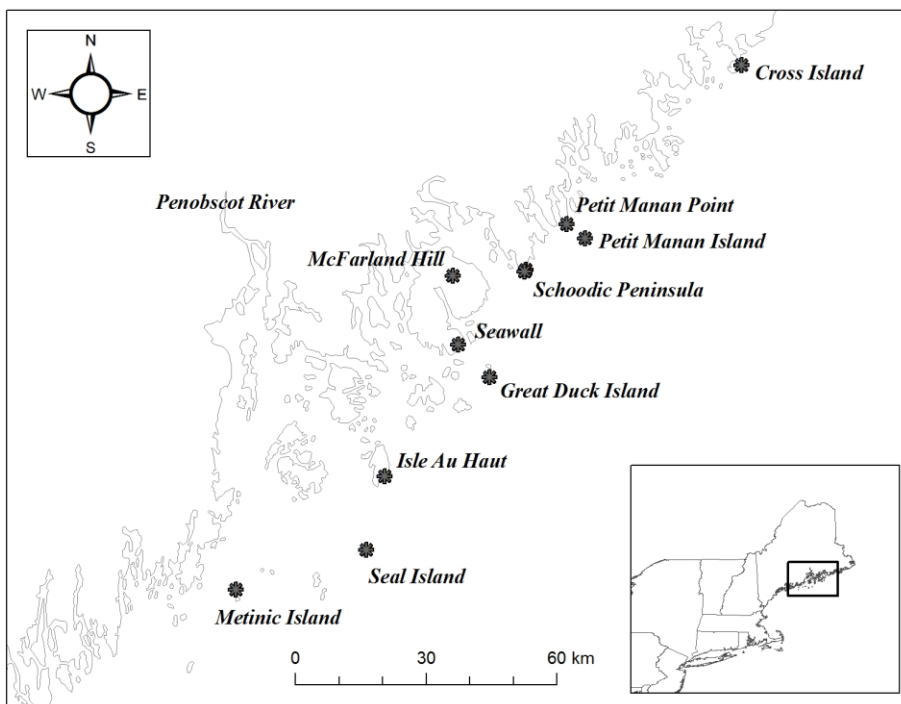 N
W E
S
Cross Island
Penobscot River
Petit Manan Point
Petit Manan Island
McFarland Hill
Schoodic Peninsula
Seawall
Great Duck Island
Isle Au Haut
Seal Island
Metinic Island
0 30 60 km